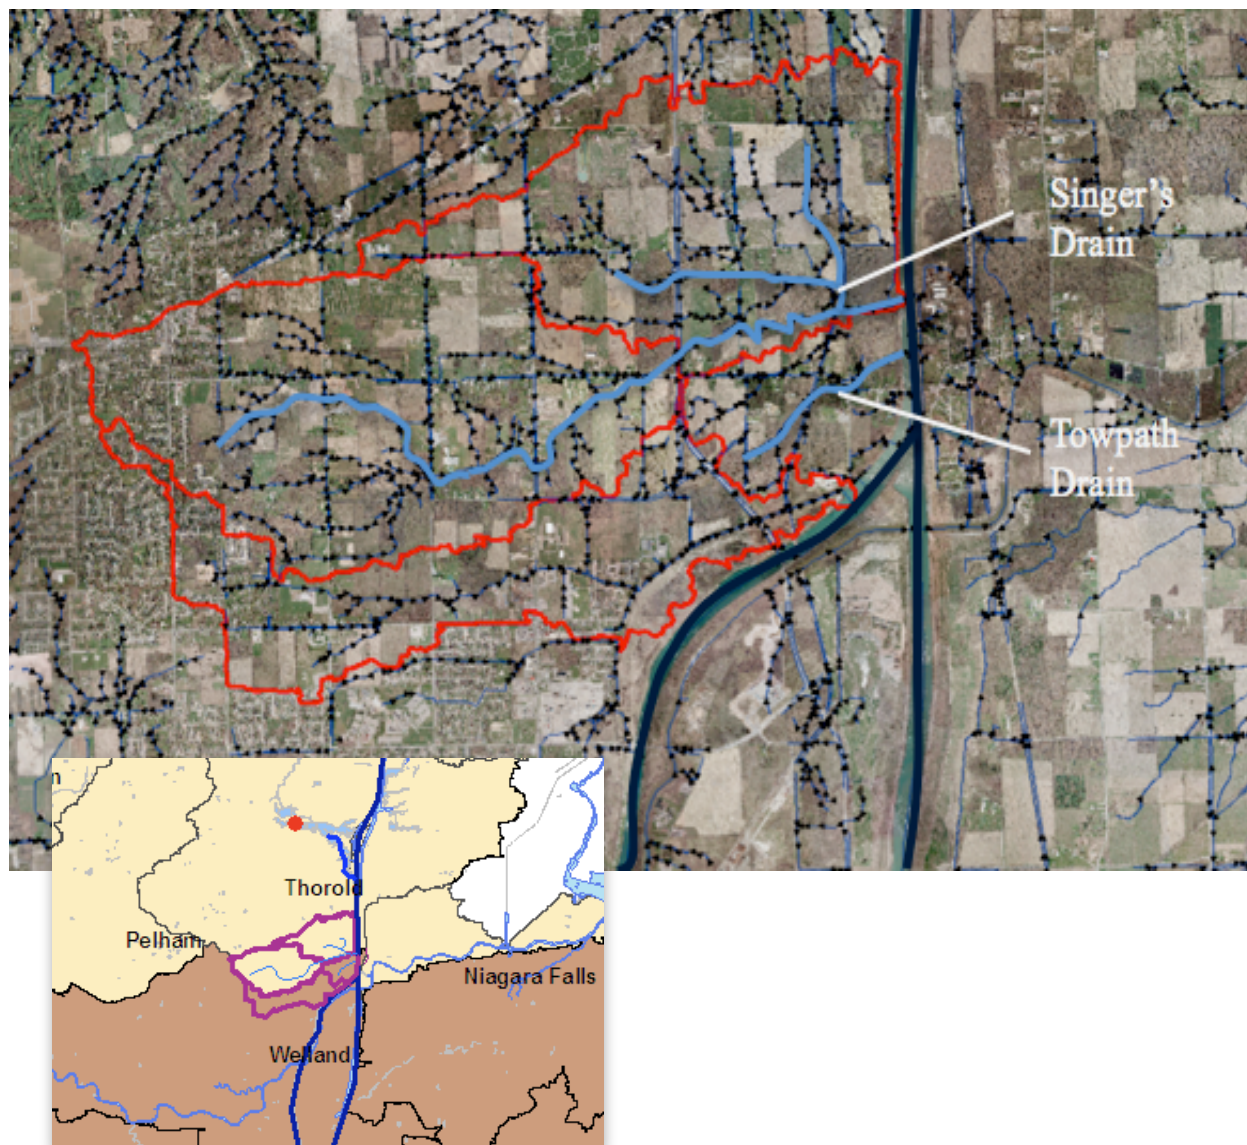 Singer's
Drain
Towpath
Drain
n
Thorold
Pelham
Niagara Falls
Welland